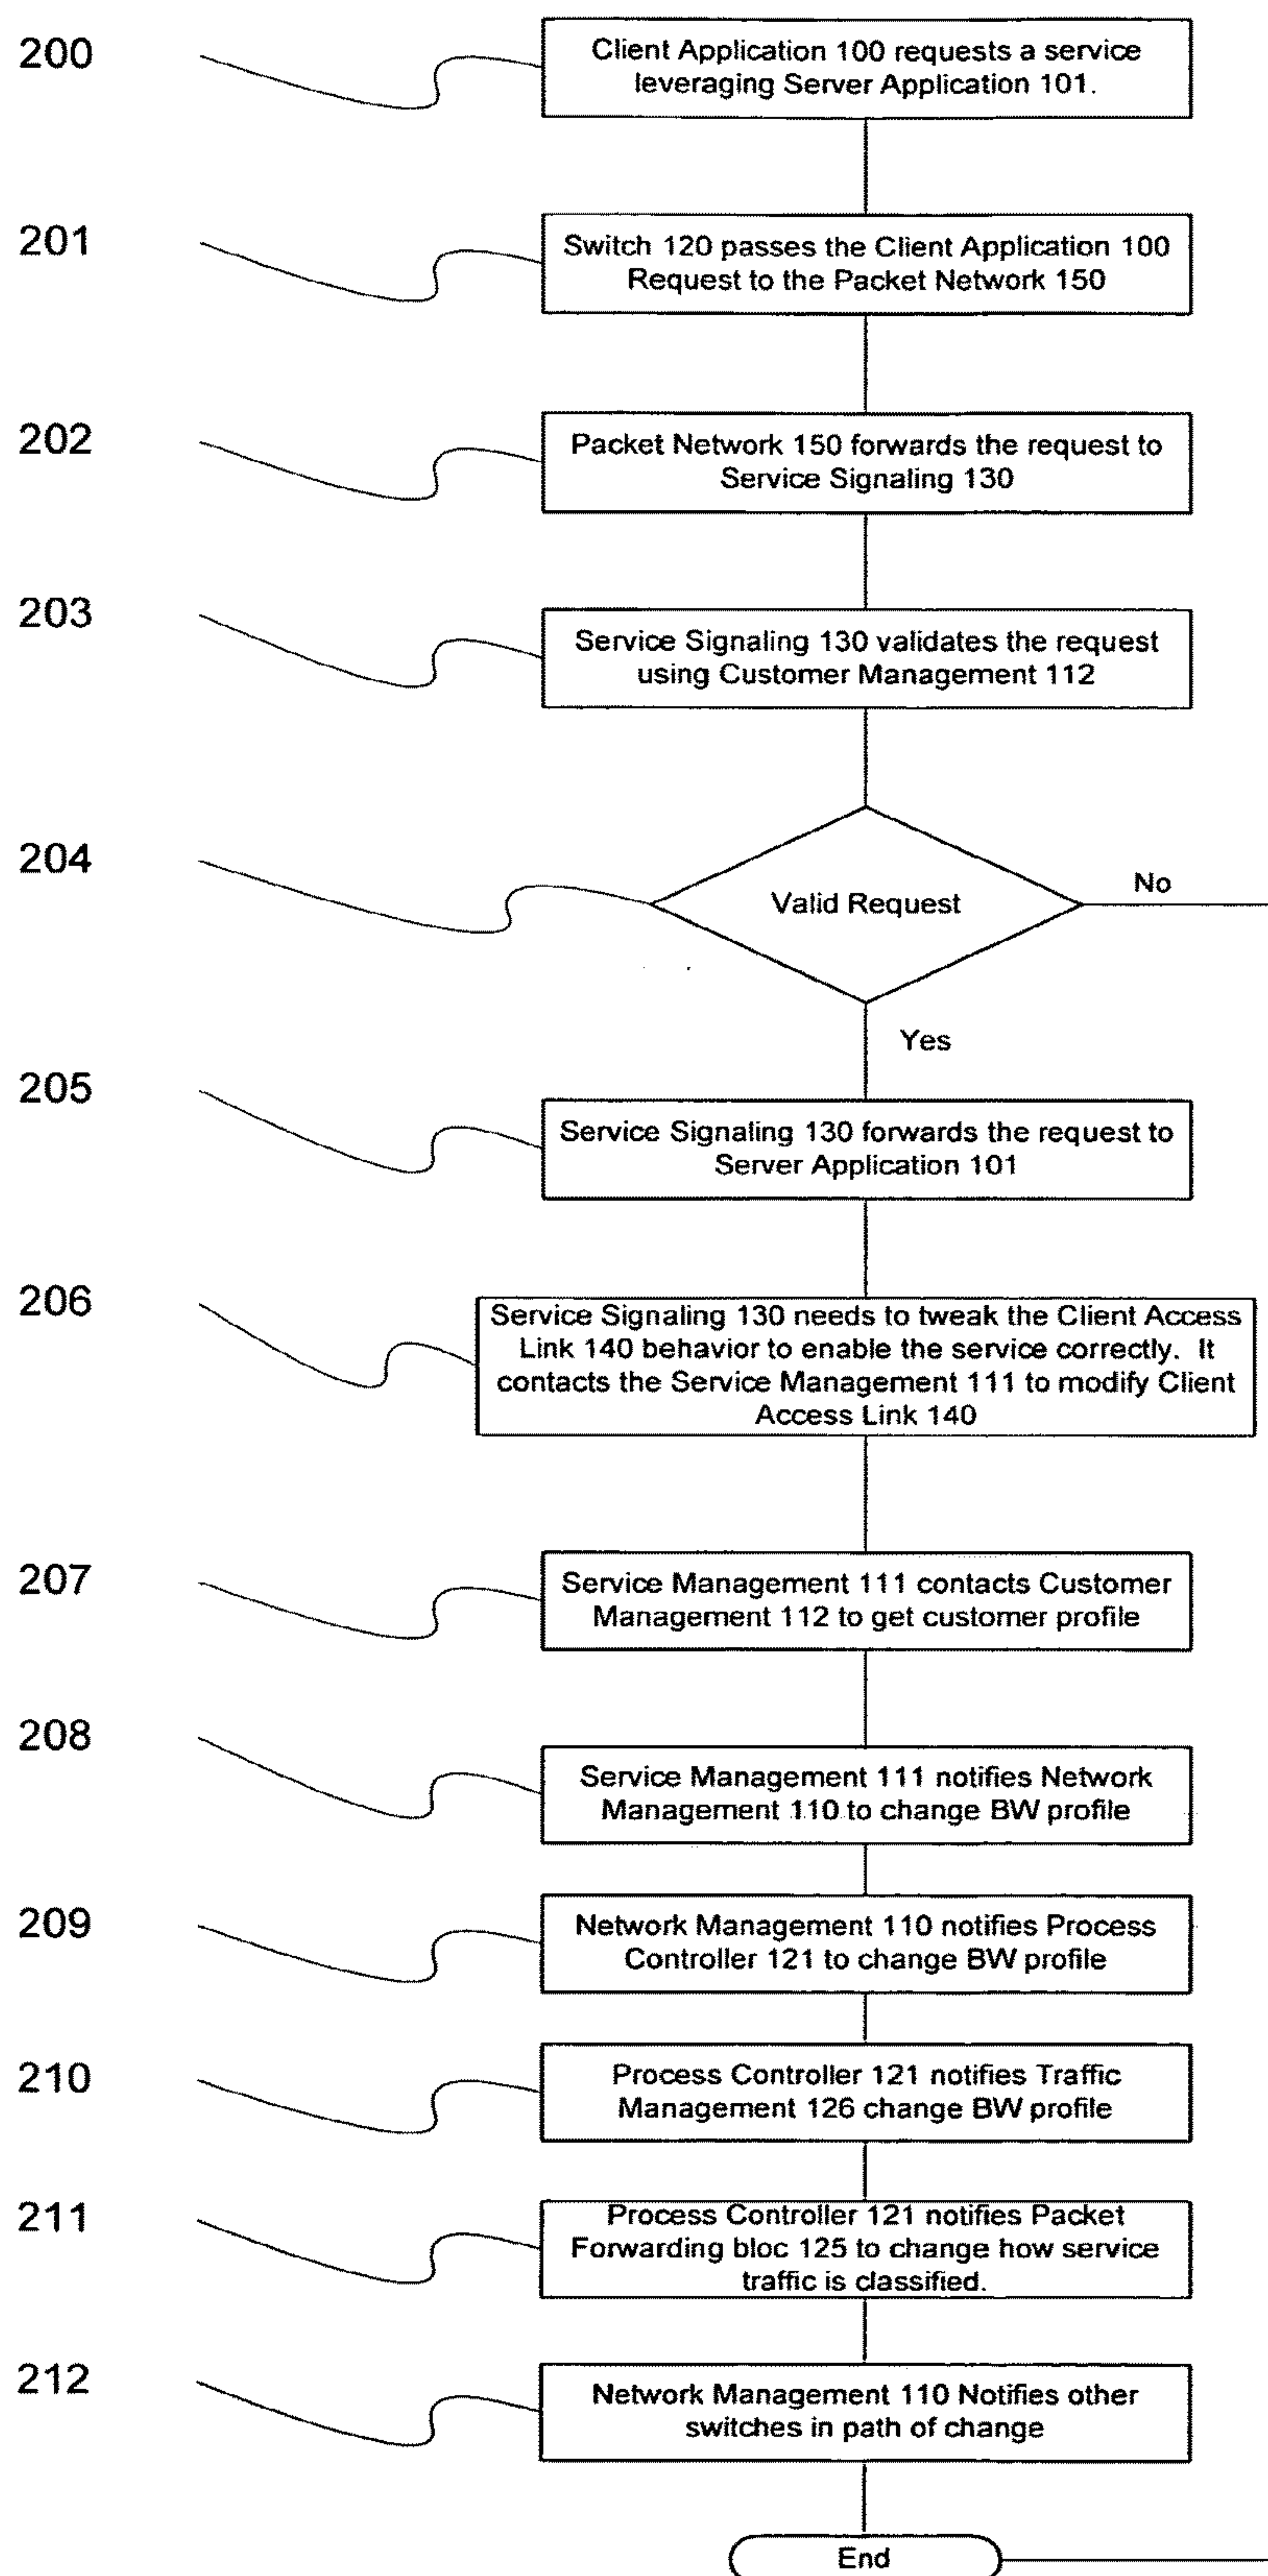 200
Client Application 100 requests a service
leveraging Server Application 101.
201
Switch 120 passes the Client Application 100
Request to the Packet Network 150
202
Packet Network 150 forwards the request to
Service Signaling 130
203
Service Signaling 130 validates the request
using Customer Management 112
204
Valid Request
No
Yes
205
Service Signaling 130 forwards the request to
Server Application 101
206
Service Signaling 130 needs to tweak the Client Access
Link 140 behavior to enable the service correctly. It
contacts the Service Management 111 to modify Client
Access Link 140
207
Service Management 111 contacts Customer
Management 112 to get customer profile
208
Service Management 111 notifies Network
Management 110 to change BW profile
209
Network Management 110 notifies Process
Controller 121 to change BW profile
210
Process Controller 121 notifies Traffic
Management 126 change BW profile
211
Process Controller 121 notifies Packet
Forwarding bloc 125 to change how service
traffic is classified.
212
Network Management 110 Notifies other
switches in path of change
End